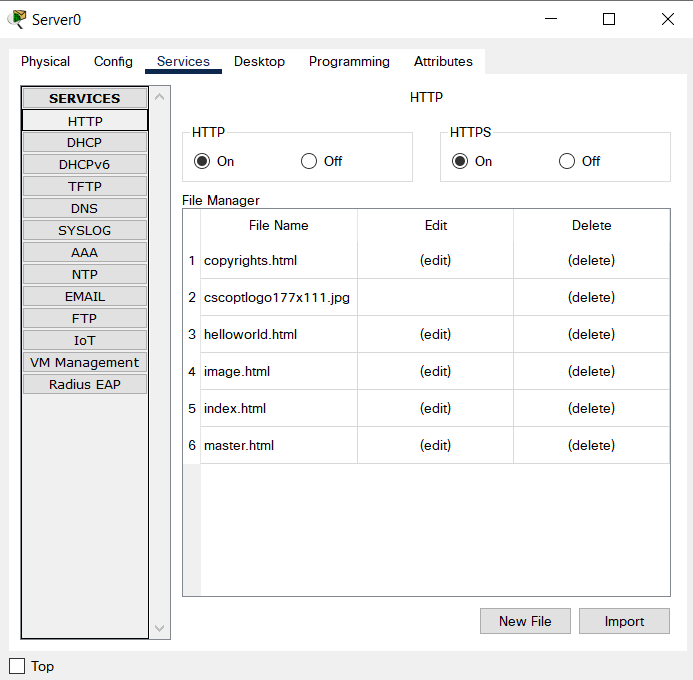 Server0
Physical Config Services Desktop Programming Attributes
SERVICES
HTTP
DHCP
DHCPv6
TFTP
DNS
SYSLOG
AAA
NTP
EMAIL
FTP
IoT
VM Management
Radius EAP
HTTP
HTTP
On Off
HTTPS
On Off
File Manager
File Name Edit Delete
1 copyrights.html (edit) (delete)
2 cscoptlogo177x111.jpg (delete)
3 helloworld.html (edit) (delete)
4 image.html (edit) (delete)
5 index.html (edit) (delete)
6 master.html (edit) (delete)
New File Import
Top